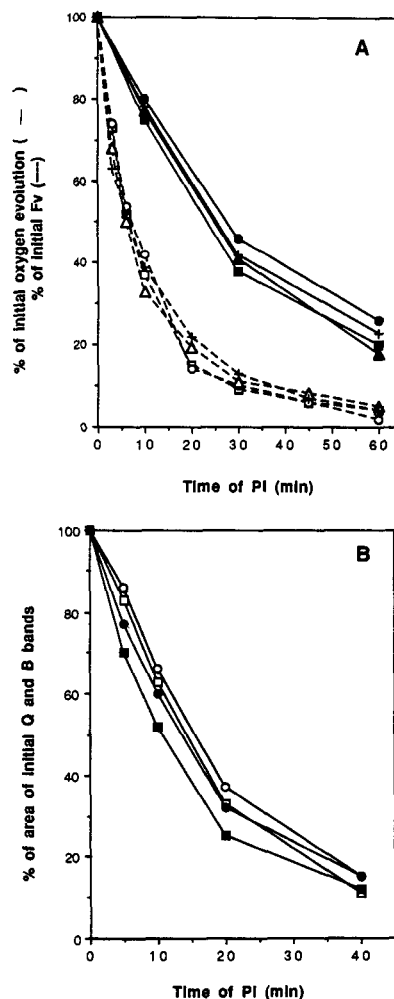 A
% of initial oxygen evolution ( — )
% of initial Fv (—)
100
80
60
40
20
0
0 10 20 30 40 50 60
Time of PI (min)
B
% of area of initial Q and B bands
100
80
60
40
20
0
0 10 20 30 40
Time of PI (min)